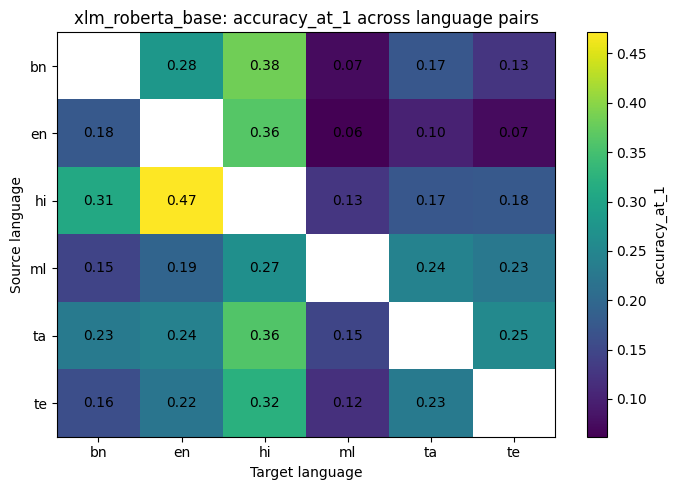 xlm_roberta_base: accuracy_at_1 across language pairs
bn 0.28 0.38 0.07 0.17 0.13
en 0.18 0.36 0.06 0.10 0.07
hi 0.31 0.47 0.13 0.17 0.18
ml 0.15 0.19 0.27 0.24 0.23
ta 0.23 0.24 0.36 0.15 0.25
te 0.16 0.22 0.32 0.12 0.23
bn en hi ml ta te
Target language
Source language
0.45
0.40
0.35
0.30
0.25
0.20
0.15
0.10
accuracy_at_1